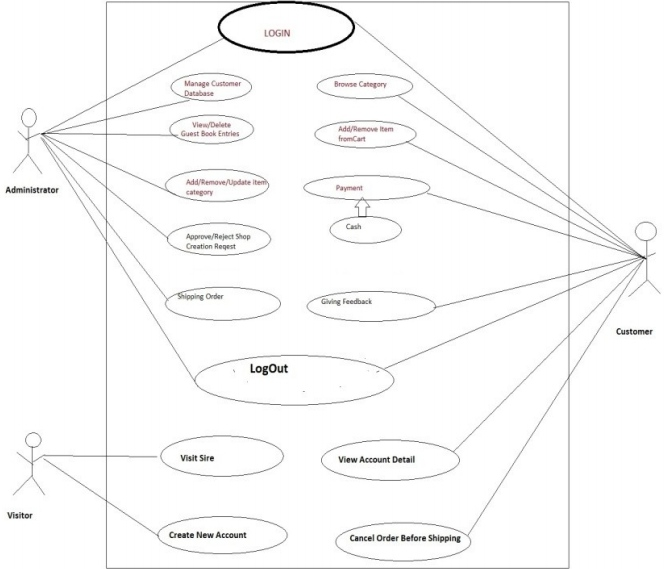 LOGIN
Manage Customer
Database
Browse Category
View/Delete
Guest Book Entries
Add/Remove Item
fromCart
Administrator
Add/Remove/Update Item
category
Payment
Cash
Approve/Reject Shop
Creation Reqest
Shipping Order
Giving Feedback
Customer
LogOut
Visit Sire
View Account Detail
Visitor
Create New Account
Cancel Order Before Shipping